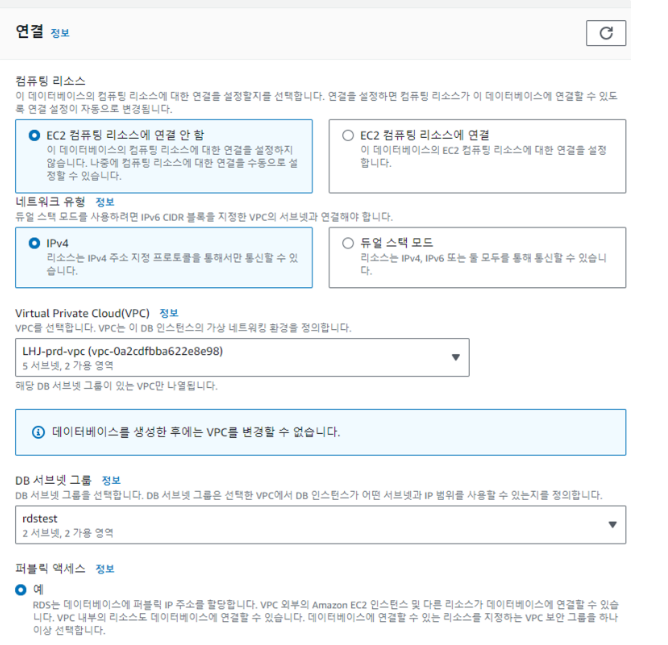 연결 정보
컴퓨팅 리소스
이 데이터베이스의 컴퓨팅 리소스에 대한 연결을 설정할지를 선택합니다. 연결을 설정하면 컴퓨팅 리소스가 이 데이터베이스에 연결할 수 있도
록 연결 설정이 자동으로 변경됩니다.
EC2 컴퓨팅 리소스에 연결 안 함
이 데이터베이스의 컴퓨팅 리소스에 대한 연결을 설정하지
않습니다. 나중에 컴퓨팅 리소스에 대한 연결을 수동으로 설
정할 수 있습니다.
EC2 컴퓨팅 리소스에 연결
이 데이터베이스의 EC2 컴퓨팅 리소스에 대한 연결을 설정
합니다.
네트워크 유형 정보
듀얼 스택 모드를 사용하려면 IPv6 CIDR 블록을 지정한 VPC의 서브넷과 연결해야 합니다.
IPv4
리소스는 IPv4 주소 지정 프로토콜을 통해서만 통신할 수 있
습니다.
듀얼 스택 모드
리소스는 IPv4, IPv6 또는 둘 모두를 통해 통신할 수 있습니
다.
Virtual Private Cloud(VPC) 정보
VPC를 선택합니다. VPC는 이 DB 인스턴스의 가상 네트워킹 환경을 정의합니다.
LHJ-prd-vpc (vpc-0a2cdfbba622e8e98)
5 서브넷, 2 가용 영역
해당 DB 서브넷 그룹이 있는 VPC만 나열됩니다.
데이터베이스를 생성한 후에는 VPC를 변경할 수 없습니다.
DB 서브넷 그룹 정보
DB 서브넷 그룹을 선택합니다. DB 서브넷 그룹은 선택한 VPC에서 DB 인스턴스가 어떤 서브넷과 IP 범위를 사용할 수 있는지를 정의합니다.
rdstest
2 서브넷, 2 가용 영역
퍼블릭 액세스 정보
예
RDS는 데이터베이스에 퍼블릭 IP 주소를 할당합니다. VPC 외부의 Amazon EC2 인스턴스 및 다른 리소스가 데이터베이스에 연결할 수 있습
니다. VPC 내부의 리소스도 데이터베이스에 연결할 수 있습니다. 데이터베이스에 연결할 수 있는 리소스를 지정하는 VPC 보안 그룹을 하나
이상 선택합니다.